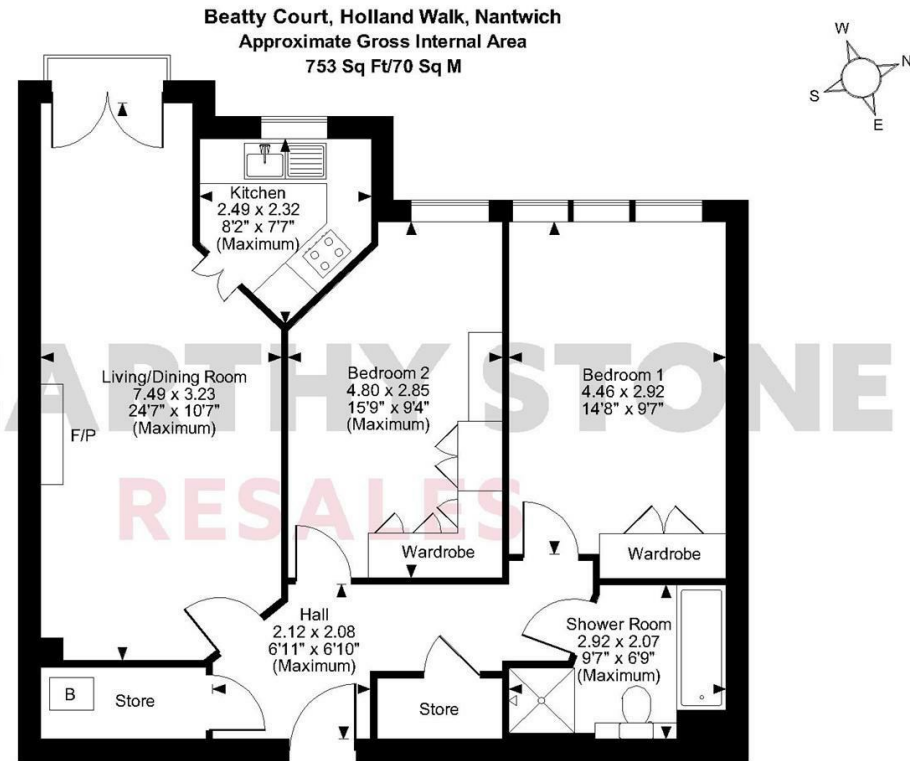 Beatty Court, Holland Walk, Nantwich
Approximate Gross Internal Area
753 Sq Ft/70 Sq M
W
N
S
E
Kitchen
2.49 x 2.32
8'2" x 7'7"
(Maximum)
Living/Dining Room
7.49 x 3.23
24'7" x 10'7"
(Maximum)
F/P
Bedroom 2
4.80 x 2.85
15'9" x 9'4"
(Maximum)
Bedroom 1
4.46 x 2.92
14'8" x 9'7"
ARTHY STONE
RESALES
Wardrobe
Wardrobe
Hall
2.12 x 2.08
6'11" x 6'10"
(Maximum)
Shower Room
2.92 x 2.07
9'7" x 6'9"
(Maximum)
B
Store
Store